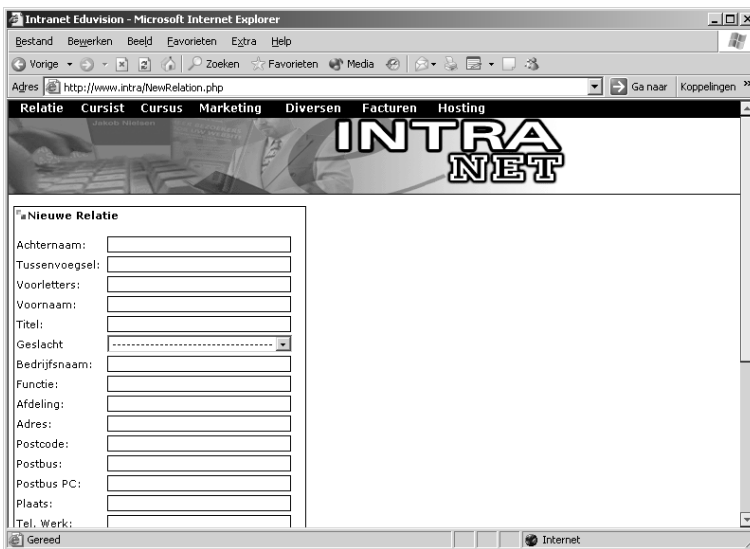 Intranet Eduvision - Microsoft Internet Explorer
Bestand Bewerken Beeld Favorieten Extra Help
Vorige Zoeken Favorieten Media
Adres http://www.intra/NewRelation.php Ga naar Koppelingen »
Relatie Cursist Cursus Marketing Diversen Facturen Hosting
Jakob Nielsen
INTRA
NET
Nieuwe Relatie
Achternaam:
Tussenvoegsel:
Voorletters:
Voornaam:
Titel:
Geslacht ----------------------------------
Bedrijfsnaam:
Functie:
Afdeling:
Adres:
Postcode:
Postbus:
Postbus PC:
Plaats:
Tel. Werk:
Gereed Internet